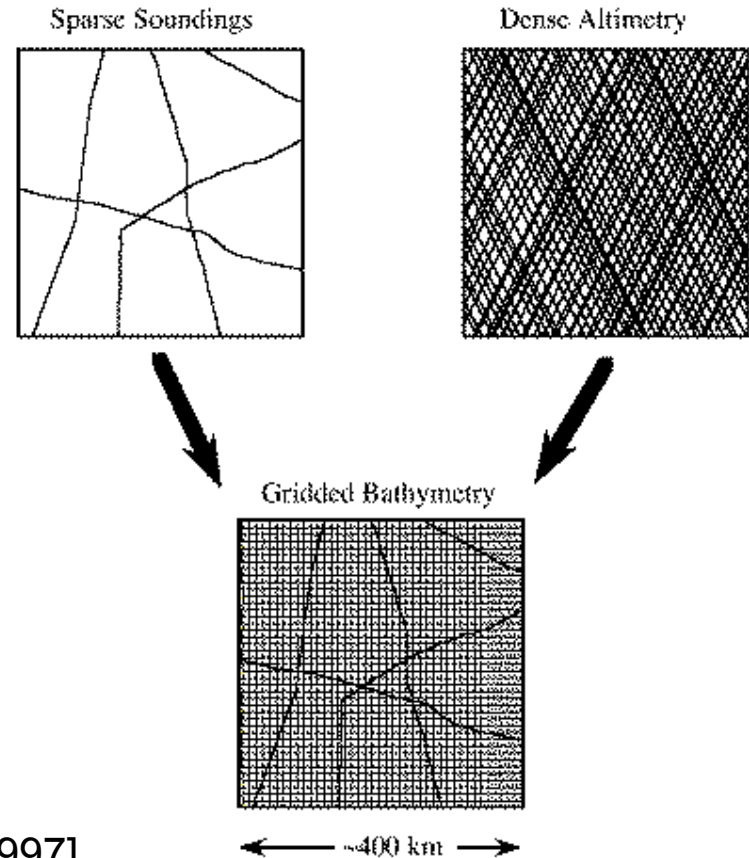 Sparse Soundings
Dense Altimetry
Gridded Bathymetry
9971
~400 km